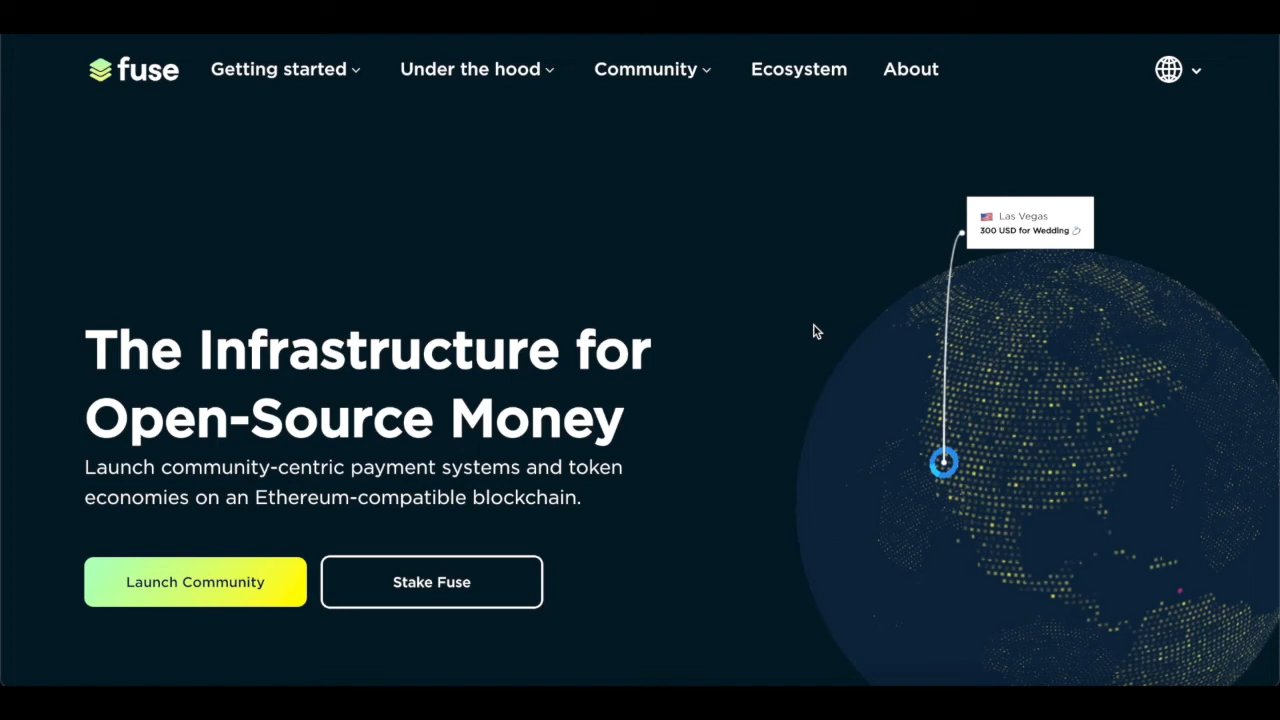 fuse
Getting started
Under the hood
Community
Ecosystem
About
Las Vegas
300 USD for Wedding
The Infrastructure for
Open-Source Money
Launch community-centric payment systems and token
economies on an Ethereum-compatible blockchain.
Launch Community
Stake Fuse